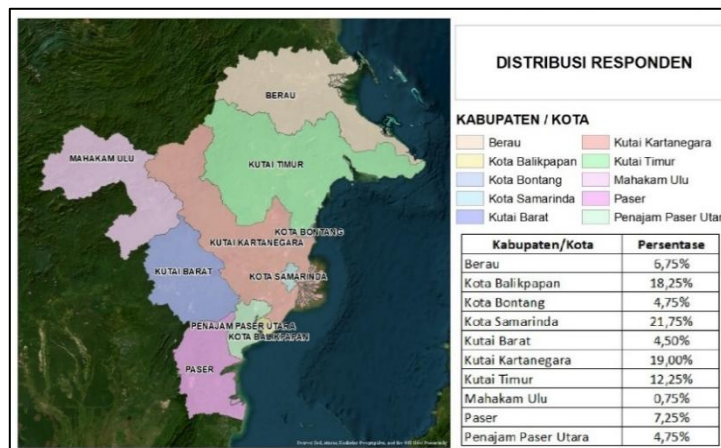 BERAU
MAHAKAM ULU
KUTAI TIMUR
KOTA BONTANG
KUTAI KARTANEGARA
KUTAI BARAT
KOTA SAMARINDA
PENAJAM PASER UTARA
KOTA BALIKPAPAN
PASER
DISTRIBUSI RESPONDEN
KABUPATEN / KOTA
Berau
Kota Balikpapan
Kota Bontang
Kota Samarinda
Kutai Barat
Kutai Kartanegara
Kutai Timur
Mahakam Ulu
Paser
Penajam Paser Utar
Kabupaten/Kota Persentase
Berau 6,75%
Kota Balikpapan 18,25%
Kota Bontang 4,75%
Kota Samarinda 21,75%
Kutai Barat 4,50%
Kutai Kartanegara 19,00%
Kutai Timur 12,25%
Mahakam Ulu 0,75%
Paser 7,25%
Penajam Paser Utara 4,75%